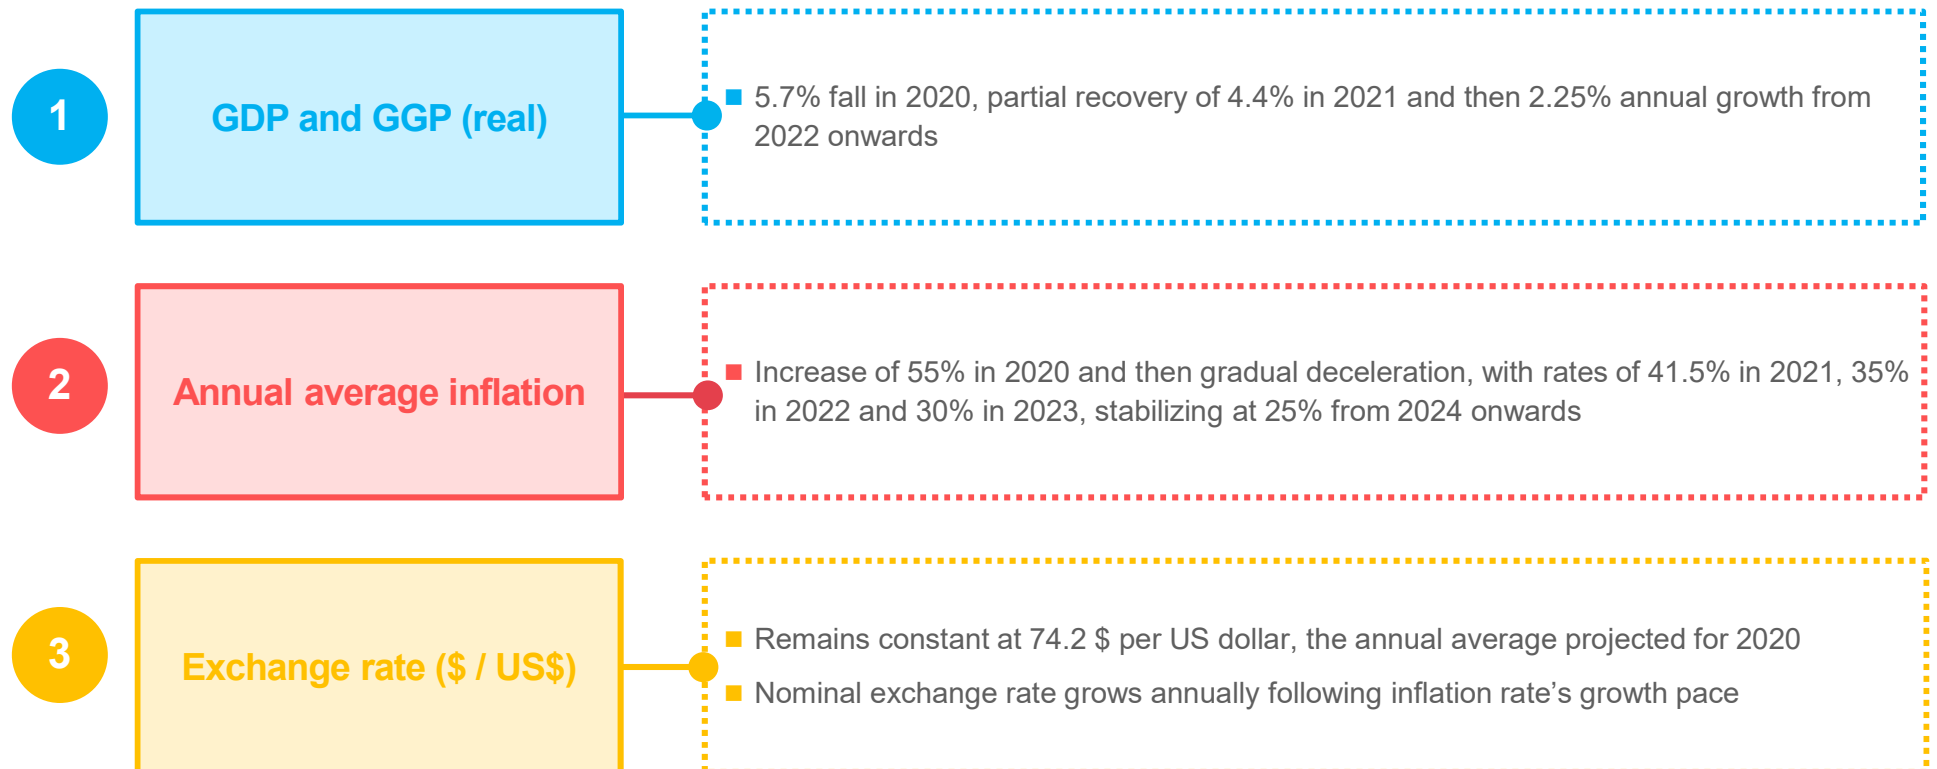 1
GDP and GGP (real)
■ 5.7% fall in 2020, partial recovery of 4.4% in 2021 and then 2.25% annual growth from
2022 onwards
2
Annual average inflation
■ Increase of 55% in 2020 and then gradual deceleration, with rates of 41.5% in 2021, 35%
in 2022 and 30% in 2023, stabilizing at 25% from 2024 onwards
3
Exchange rate ($ / US$)
■ Remains constant at 74.2 $ per US dollar, the annual average projected for 2020
■ Nominal exchange rate grows annually following inflation rate’s growth pace